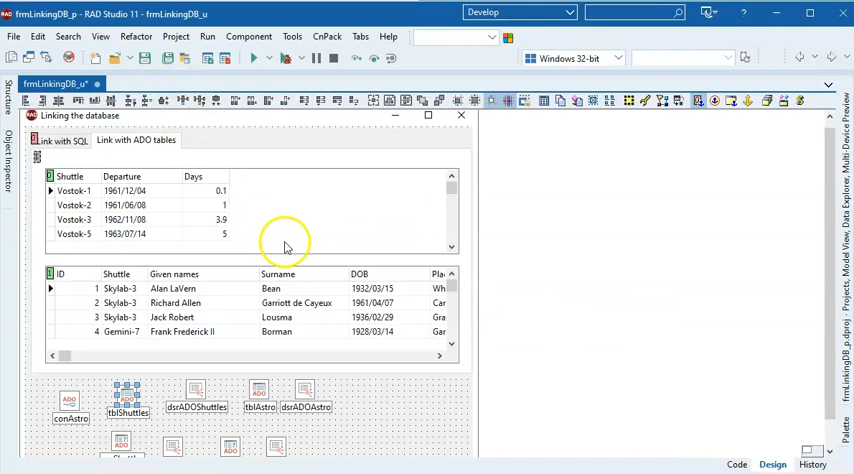 RAD frmLinkingDB_p - RAD Studio 11 - frmLinkingDB_u
Develop
File Edit Search View Refactor Project Run Component Tools CnPack Tabs Help
Windows 32-bit
frmLinkingDB_u*
Structure
Object Inspector
Linking the database
Link with SQL Link with ADO tables
Shuttle Departure Days
Vostok-1 1961/12/04 0.1
Vostok-2 1961/06/08 1
Vostok-3 1962/11/08 3.9
Vostok-5 1963/07/14 5
ID Shuttle Given names Surname DOB Pla
1 Skylab-3 Alan LaVern Bean 1932/03/15 Wh
2 Skylab-3 Richard Allen Garriott de Cayeux 1961/04/07 Car
3 Skylab-3 Jack Robert Lousma 1936/02/29 Gra
4 Gemini-7 Frank Frederick II Borman 1928/03/14 Gar
conAstro tblShuttles dsrADOShuttles tblAstro dsrADOAstro
frmLinkingDB_p.dproj - Projects, Model View, Multi-Device Preview
Palette
Code Design History